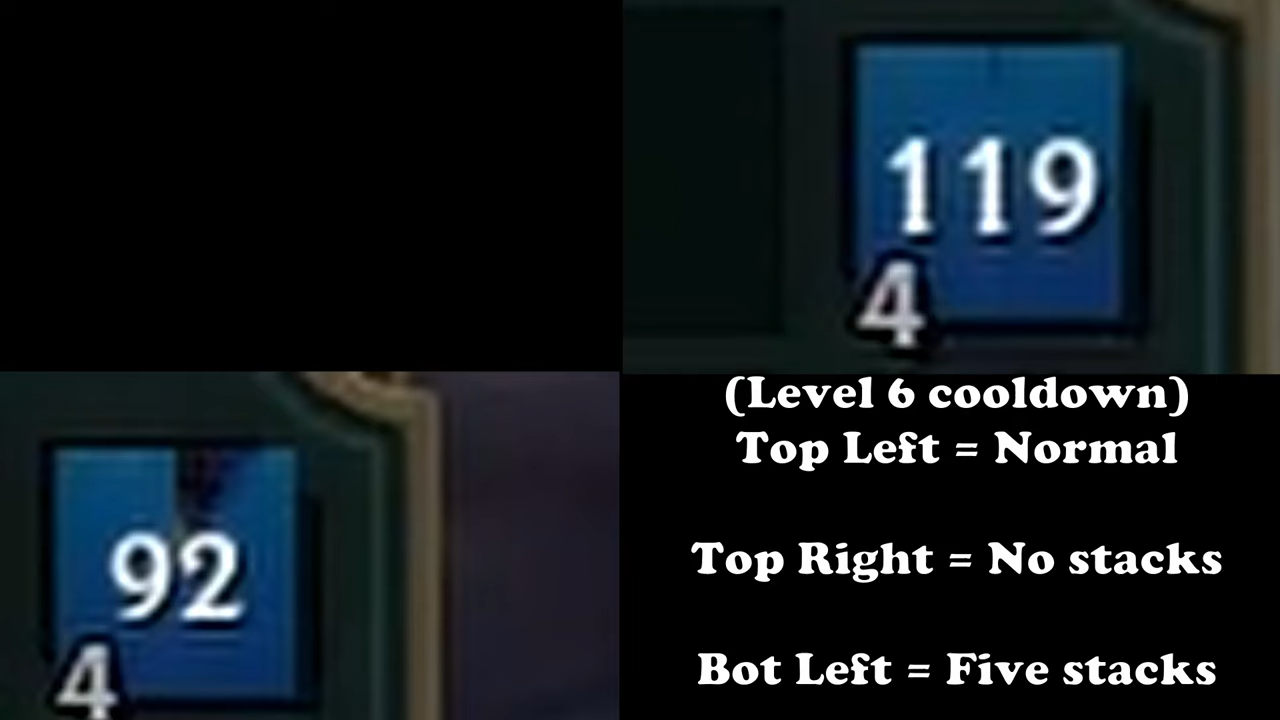 119
4
(Level 6 cooldown)
Top Left = Normal
Top Right = No stacks
92
4
Bot Left = Five stacks